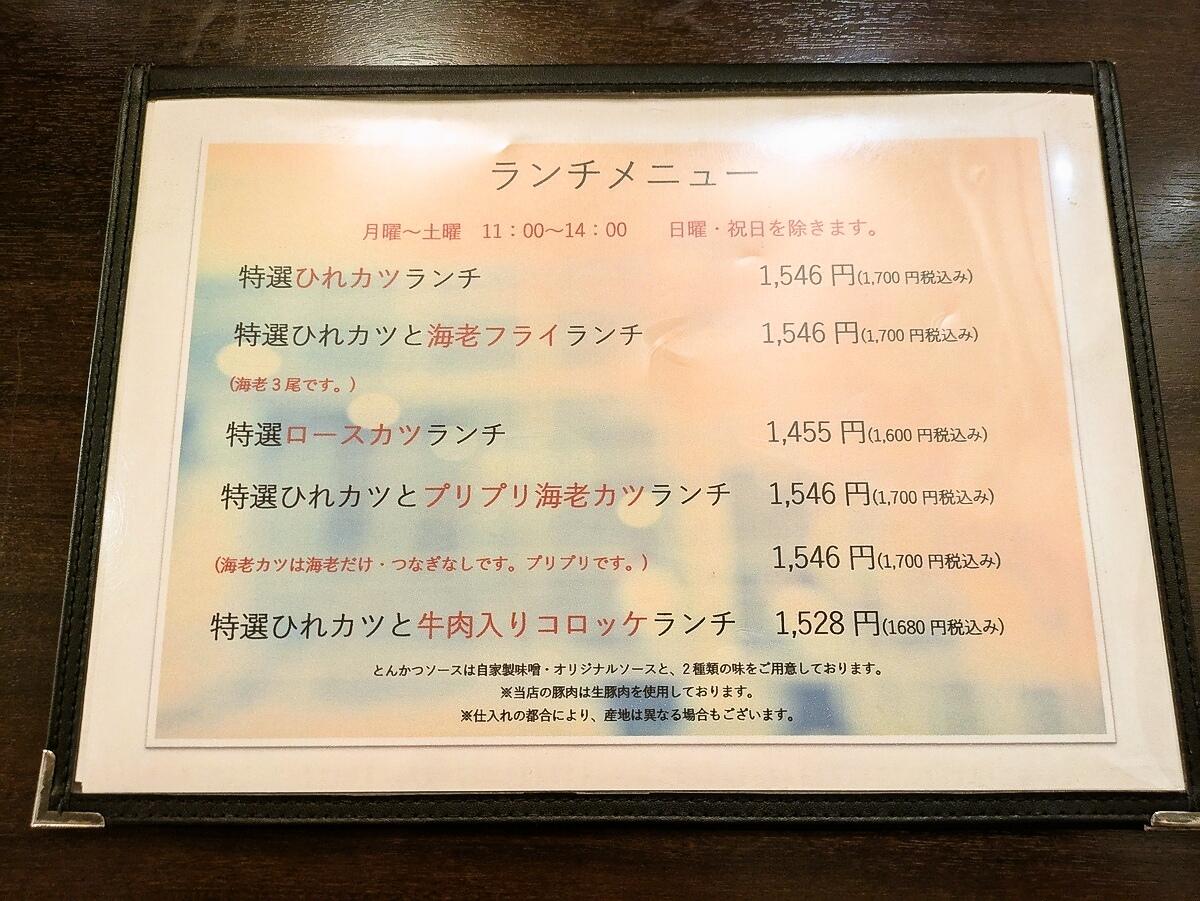 ランチメニュー
月曜～土曜 11：00～14：00 日曜・祝日を除きます。
特選ひれカツランチ 1,546 円(1,700 円税込み)
特選ひれカツと海老フライランチ 1,546 円(1,700 円税込み)
(海老３尾です。)
特選ロースカツランチ 1,455 円(1,600 円税込み)
特選ひれカツとプリプリ海老カツランチ 1,546 円(1,700 円税込み)
(海老カツは海老だけ・つなぎなしです。プリプリです。) 1,546 円(1,700 円税込み)
特選ひれカツと牛肉入りコロッケランチ 1,528 円(1680 円税込み)
とんかつソースは自家製味噌・オリジナルソースと、2 種類の味をご用意しております。
※当店の豚肉は生豚肉を使用しております。
※仕入れの都合により、産地は異なる場合もございます。